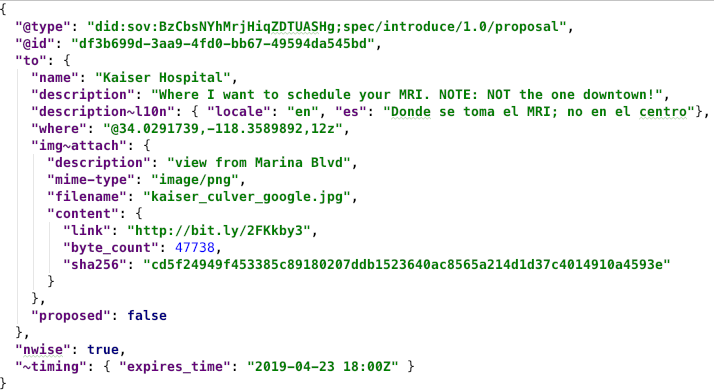 {
  "@type": "did:sov:BzCbsNYhMrjHiqZDTUASHg;spec/introduce/1.0/proposal",
  "@id": "df3b699d-3aa9-4fd0-bb67-49594da545bd",
  "to": {
    "name": "Kaiser Hospital",
    "description": "Where I want to schedule your MRI. NOTE: NOT the one downtown!",
    "description~l10n": { "locale": "en", "es": "Donde se toma el MRI; no en el centro"},
    "where": "@34.0291739,-118.3589892,12z",
    "img~attach": {
      "description": "view from Marina Blvd",
      "mime-type": "image/png",
      "filename": "kaiser_culver_google.jpg",
      "content": {
        "link": "http://bit.ly/2FKkby3",
        "byte_count": 47738,
        "sha256": "cd5f24949f453385c89180207ddb1523640ac8565a214d1d37c4014910a4593e"
      }
    },
    "proposed": false
  },
  "nwise": true,
  "~timing": { "expires_time": "2019-04-23 18:00Z" }
}